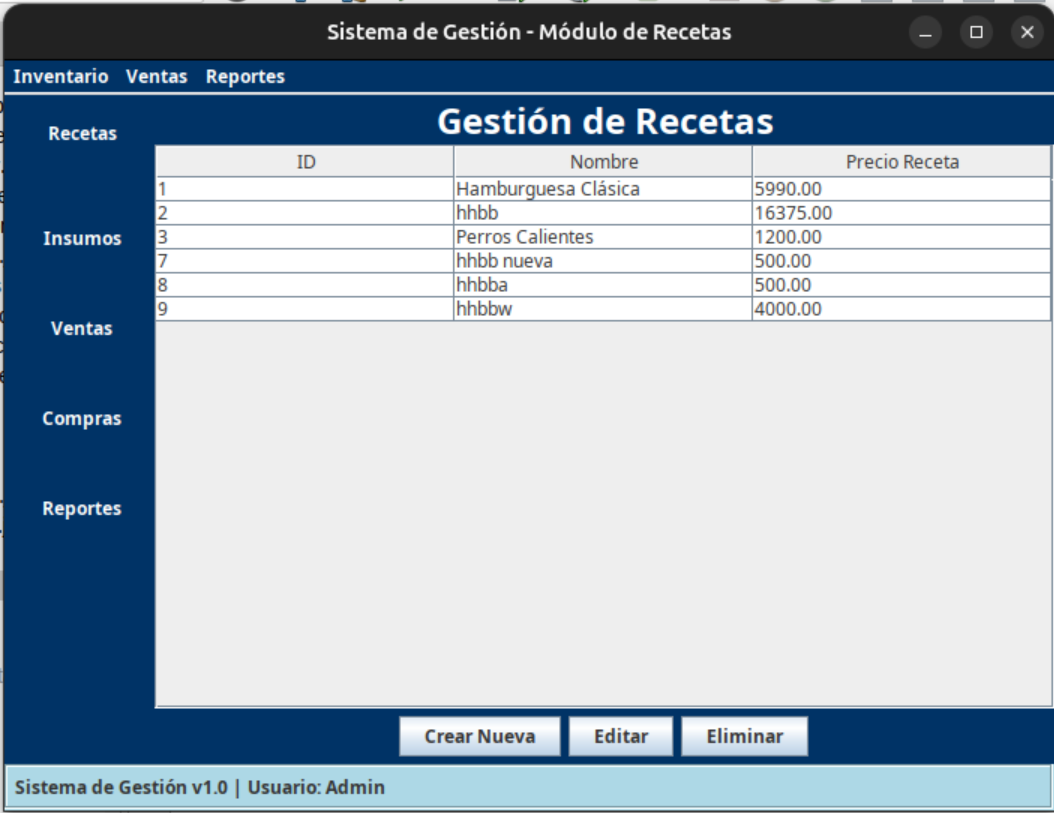 Sistema de Gestión - Módulo de Recetas
Inventario Ventas Reportes
Gestión de Recetas
Recetas
Insumos
Ventas
Compras
Reportes
ID Nombre Precio Receta
1 Hamburguesa Clásica 5990.00
2 hhbb 16375.00
3 Perros Calientes 1200.00
7 hhbb nueva 500.00
8 hhbba 500.00
9 hhbbw 4000.00
Crear Nueva Editar Eliminar
Sistema de Gestión v1.0 | Usuario: Admin